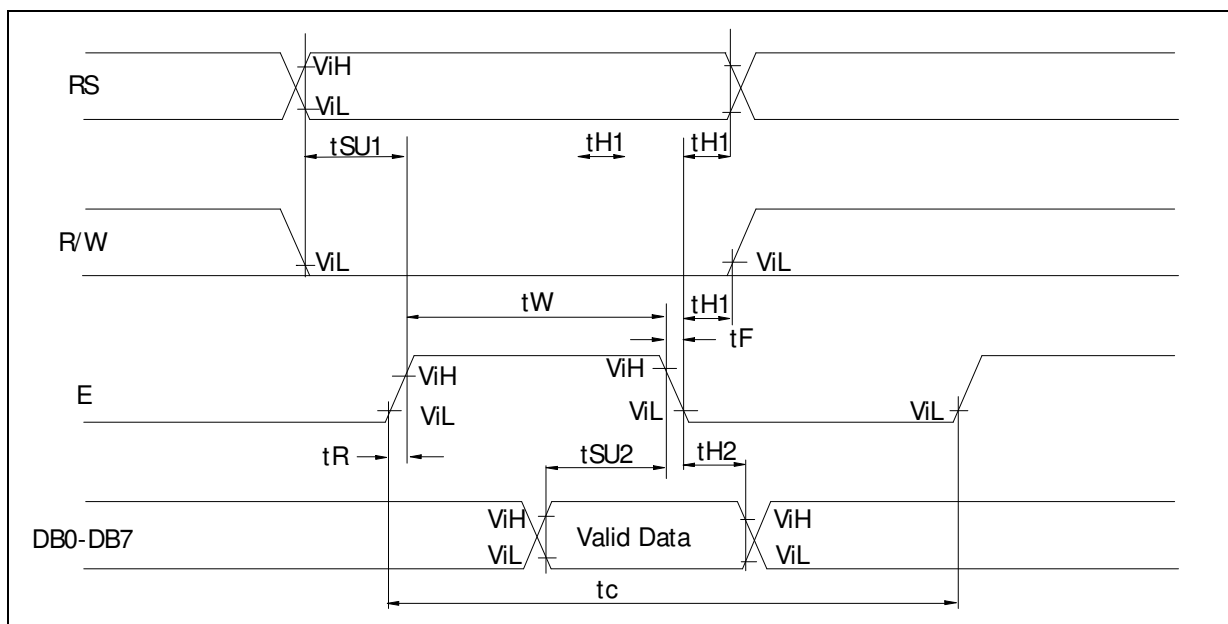 ViH
RS
ViL
tSU1 tH1 tH1
R/W
ViL ViL
tW tH1
tF
ViH ViH
E
ViL ViL ViL
tR tSU2 tH2
ViH ViH
DB0-DB7 Valid Data
ViL ViL
tc